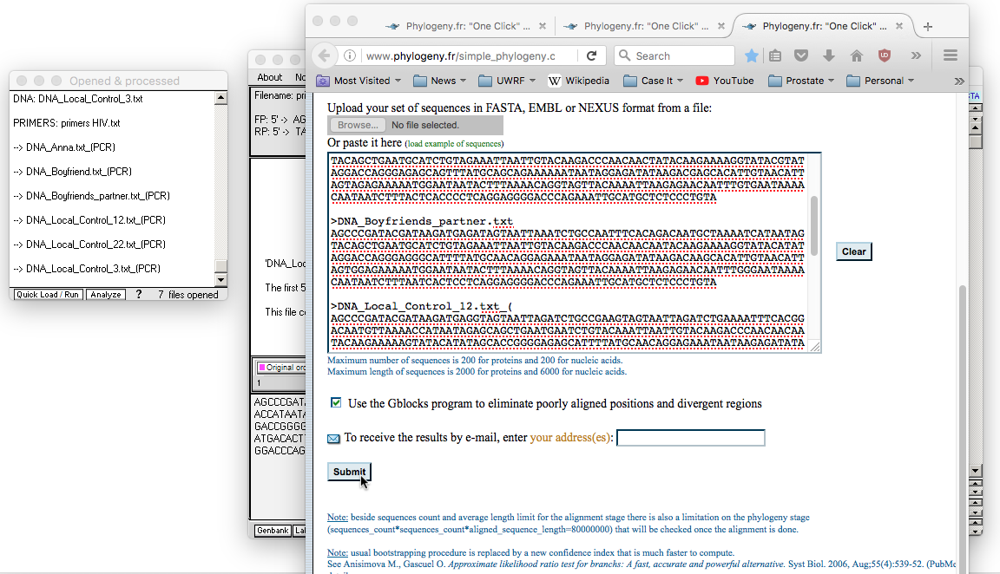 Opened & processed
DNA: DNA_Local_Control_3.txt
PRIMERS: primers HIV.txt
--> DNA_Anna.txt_(PCR)
--> DNA_Boyfriend.txt_(PCR)
--> DNA_Boyfriends_partner.txt_(PCR)
--> DNA_Local_Control_12.txt_(PCR)
--> DNA_Local_Control_22.txt_(PCR)
--> DNA_Local_Control_3.txt_(PCR)
Quick Load / Run Analyze ? 7 files opened
About No
Filename: pri
FP: 5' -> AG
RP: 5' -> TA
'DNA_Loc
The first 5
This file co
Original ord
1
AGCCCGAT
ACCATAATA
GACCGGGG
ATGACACT
GGACCCAG
Genbank Lal
STA
Phylogeny.fr: "One Click" ... Phylogeny.fr: "One Click" ... Phylogeny.fr: "One Click" ...
www.phylogeny.fr/simple_phylogeny.c Search
Most Visited News UWRF W Wikipedia Case It YouTube Prostate Personal
Upload your set of sequences in FASTA, EMBL or NEXUS format from a file:
Browse... No file selected.
Or paste it here (load example of sequences)
TACAGCTGAATGCATCTGTAGAAATTAATTGTACAAGACCCAACAACTATACAAGAAAAGGTATACGTAT
AGGACCAGGGAGAGCAGTTTATGCAGCAGAAAAAATAATAGGAGATATAAGACGAGCACATTGTAACATT
AGTAGAGAAAAATGGAATAATACTTTAAAACAGGTAGTTACAAAATTAAGAGAACAATTTGTGAATAAAA
CAATAATCTTTACTCACCCCTCAGGAGGGGACCCAGAAATTGCATGCTCTCCCTGTA
>DNA_Boyfriends_partner.txt
AGCCCGATACGATAAGATGAGATAGTAATTAAATCTGCCAATTTCACAGACAATGCTAAAATCATAATAG
TACAGCTGAATGCATCTGTAGAAATTAATTGTACAAGACCCAACAACAATACAAGAAAAGGTATACATAT
AGGACCAGGGAGGGCATTTTATGCAACAGGAGAAATAATAGGAGATATAAGACAAGCACATTGTAACATT
AGTGGAGAAAAATGGAATAATACTTTAAAACAGGTAGTTACAAAATTAAGAGAACAATTTGGGAATAAAA
CAATAATCTTTAATCACTCCTCAGGAGGGGACCCAGAAATTGCATGCTCTCCCTGTA
>DNA_Local_Control_12.txt_(
AGCCCGATACGATAAGATGAGGTAGTAATTAGATCTGCCGAAGTAGTAATTAGATCTGAAAATTTCACGG
ACAATGTTAAAACCATAATAGAGCAGCTGAATGAATCTGTACAAATTAATTGTACAAGACCCAACAACAA
TACAAGAAAAAGTATACATATAGCACCGGGGAGAGCATTTTATGCAACAGGAGAAATAATAAGAGATATA
Clear
Maximum number of sequences is 200 for proteins and 200 for nucleic acids.
Maximum length of sequences is 2000 for proteins and 6000 for nucleic acids.
Use the Gblocks program to eliminate poorly aligned positions and divergent regions
To receive the results by e-mail, enter your address(es):
Submit
Note: beside sequences count and average length limit for the alignment stage there is also a limitation on the phylogeny stage
(sequences_count*sequences_count*aligned_sequence_length=80000000) that will be checked once the alignment is done.
Note: usual bootstrapping procedure is replaced by a new confidence index that is much faster to compute.
See Anisimova M., Gascuel O. Approximate likelihood ratio test for branches: A fast, accurate and powerful alternative. Syst Biol. 2006, Aug;55(4):539-52. (PubMe